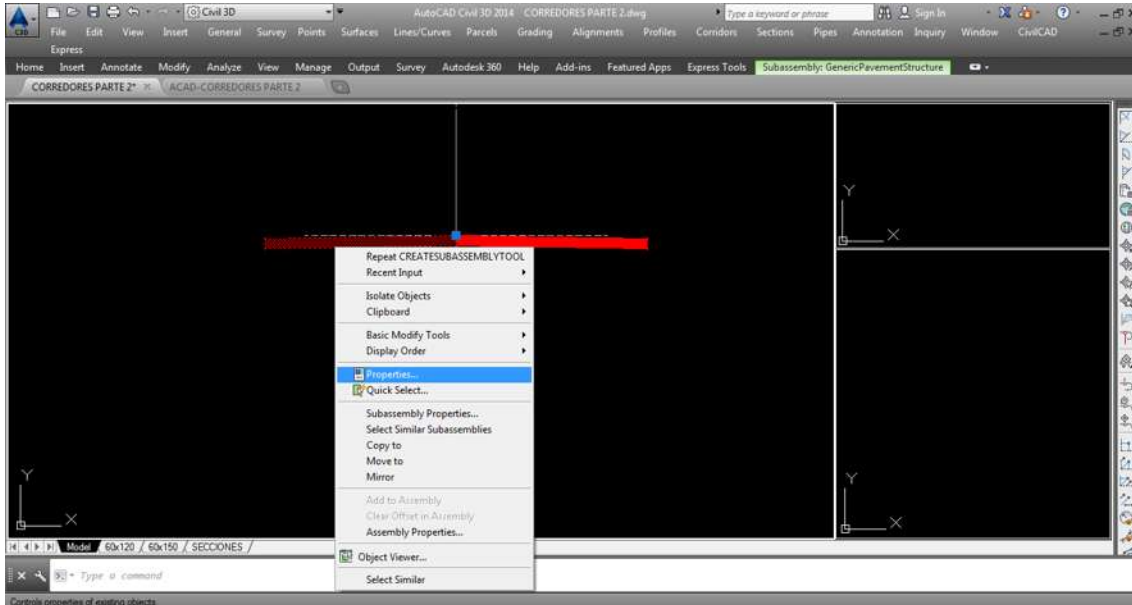 Civil 3D AutoCAD Civil 3D 2014 CORREDORES PARTE 2.dwg Type a keyword or phrase Sign In
File Edit View Insert General Survey Points Surfaces Lines/Curves Parcels Grading Alignments Profiles Corridors Sections Pipes Annotation Inquiry Window CivilCAD
Express
Home Insert Annotate Modify Analyze View Manage Output Survey Autodesk 360 Help Add-ins Featured Apps Express Tools Subassembly: GenericPavementStructure
CORREDORES PARTE 2* ACAD-CORREDORES PARTE 2
Y
X
Repeat CREATESUBASSEMBLYTOOL
Recent Input
Isolate Objects
Clipboard
Basic Modify Tools
Display Order
Properties...
Quick Select...
Subassembly Properties...
Select Similar Subassemblies
Copy to
Move to
Mirror
Add to Assembly
Clear Offset in Assembly
Assembly Properties...
Object Viewer...
Select Similar
Y
X
Y
X
Model 60x120 60x150 SECCIONES
Type a command
Controls properties of existing objects